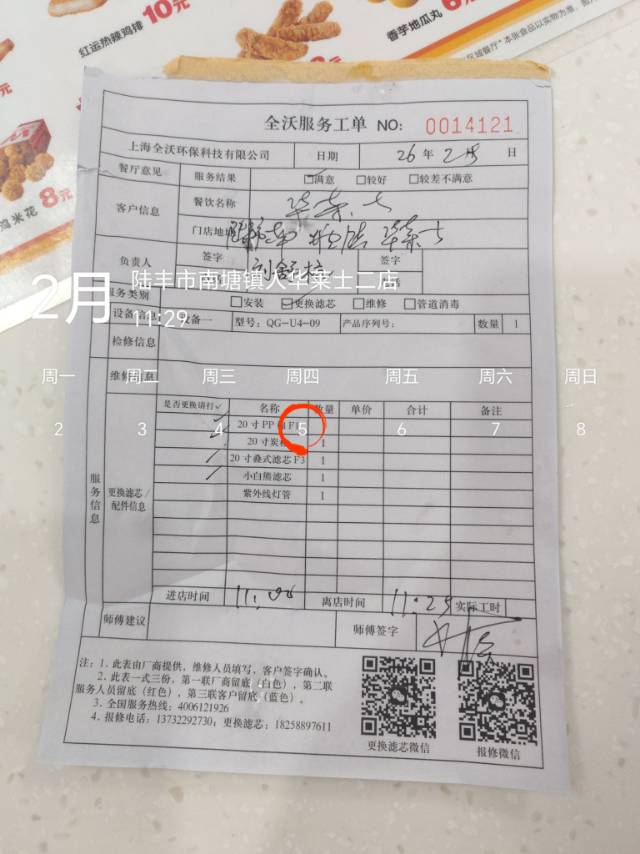 红运热辣鸡排 10元
香芋地瓜丸
鸡米花 8元
全沃服务工单 NO: 0014121
上海全沃环保科技有限公司 日期 26年2月5日
餐厅意见 服务结果 □满意 □较好 □较差不满意
客户信息 餐饮名称 华莱士
门店地址 华莱士
负责人 签字 签字
2月 陆丰市南塘镇人华莱士二店
11:29
服务类别 □安装 □更换滤芯 □维修 □管道消毒
设备信息 设备一 型号: QG-U4-09 产品序列号: 数量 1
检修信息
维修信息
周一 周二 周三 周四 周五 周六 周日
2 3 4 5 6 7 8
服务信息
更换滤芯/配件信息
是否更换请打✓ 名称 数量 单价 合计 备注
✓ 20寸PP F1
✓ 20寸炭 1
✓ 20寸叠式滤芯F3 1
✓ 小白熊滤芯 1
紫外线灯管 1
进店时间 离店时间 11:29 实际工时
师傅建议 师傅签字
注: 1. 此表由厂商提供，维修人员填写，客户签字确认。
2. 此表一式三份，第一联厂商留底（白色），第二联
服务人员留底（红色），第三联客户留底（蓝色）。
3. 全国服务热线: 4006121926
4. 报修电话: 13732292730; 更换滤芯: 18258897611
更换滤芯微信 报修微信